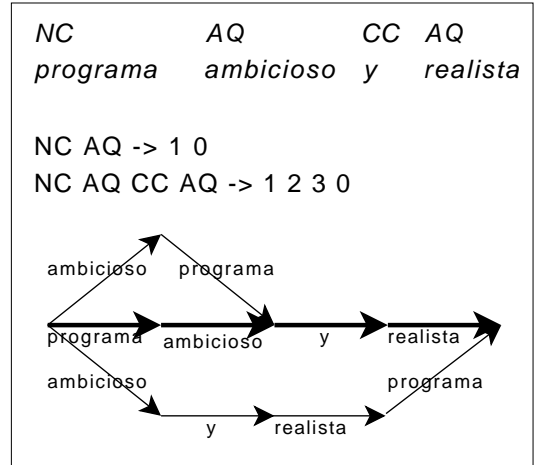 NC AQ CC AQ
programa ambicioso y realista
NC AQ -> 1 0
NC AQ CC AQ -> 1 2 3 0
ambicioso programa
programa ambicioso y realista
ambicioso programa
y realista